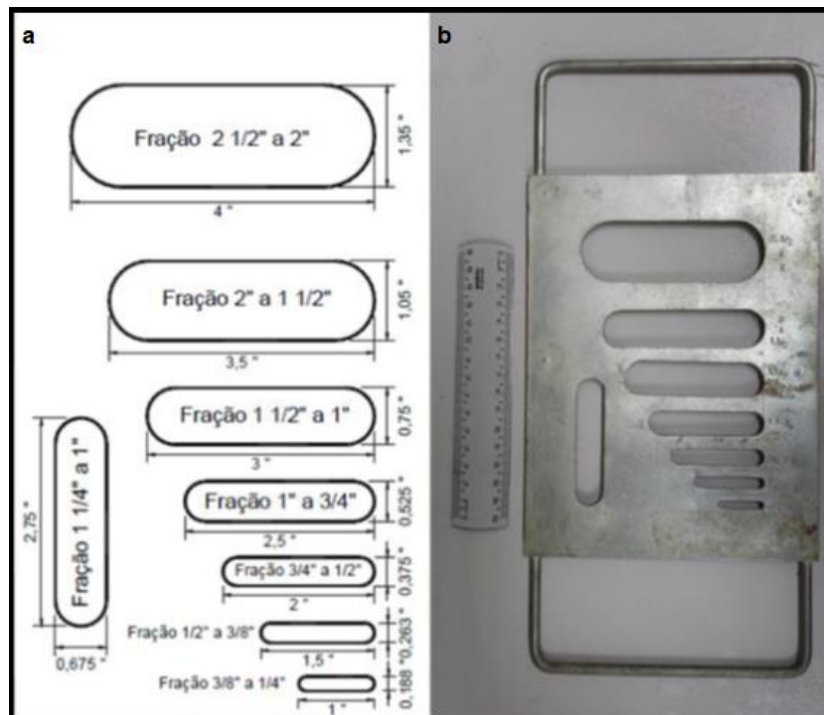 a
b
Fração 2 1/2" a 2"
1,35 "
4 "
Fração 2" a 1 1/2"
1,05 "
3,5 "
Fração 1 1/2" a 1"
0,75 "
3 "
Fração 1 1/4" a 1"
2,75 "
0,675 "
Fração 1" a 3/4"
0,525 "
2,5 "
Fração 3/4" a 1/2"
0,375 "
2 "
Fração 1/2" a 3/8"
0,263 "
1,5 "
Fração 3/8" a 1/4"
0,188 "
1 "